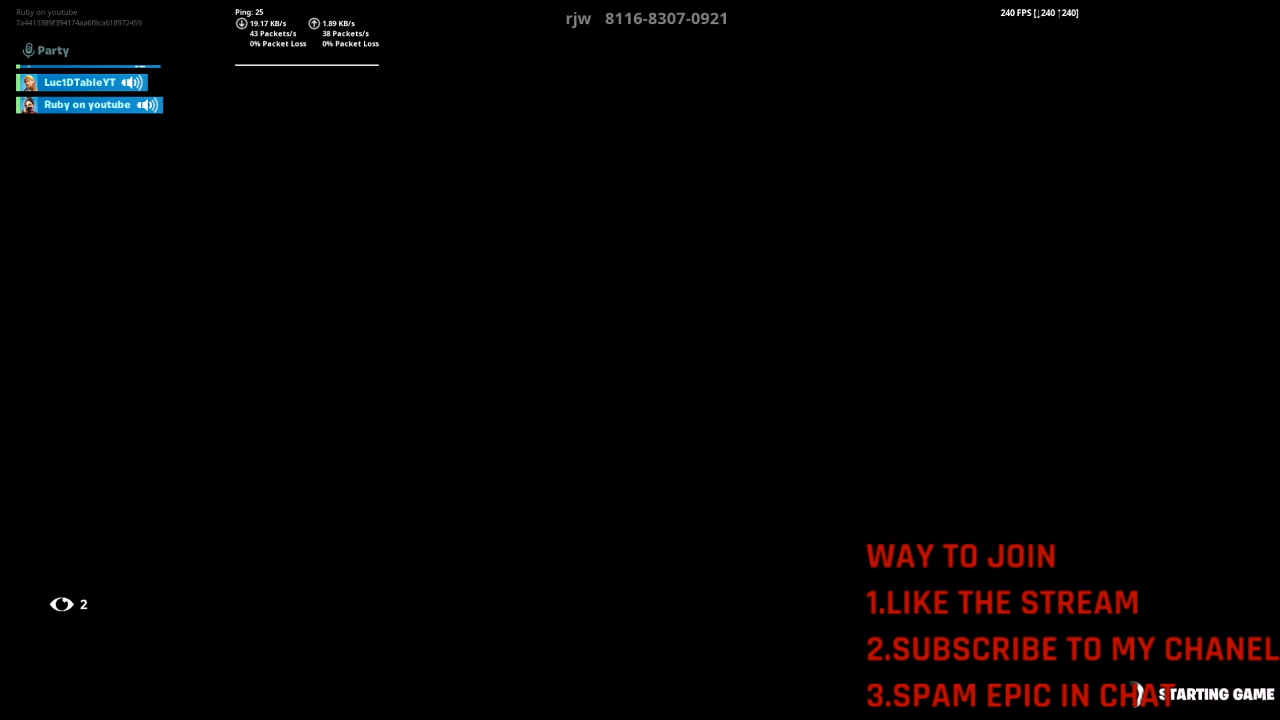 Ruby on youtube
7a4413389f394174aa6f8ca618972459
Party
Luc1DTableYT
Ruby on youtube
Ping: 25
19.17 KB/s 1.89 KB/s
43 Packets/s 38 Packets/s
0% Packet Loss 0% Packet Loss
rjw 8116-8307-0921
240 FPS [↓240 ↑240]
2
WAY TO JOIN
1.LIKE THE STREAM
2.SUBSCRIBE TO MY CHANEL
3.SPAM EPIC IN CHAT
STARTING GAME